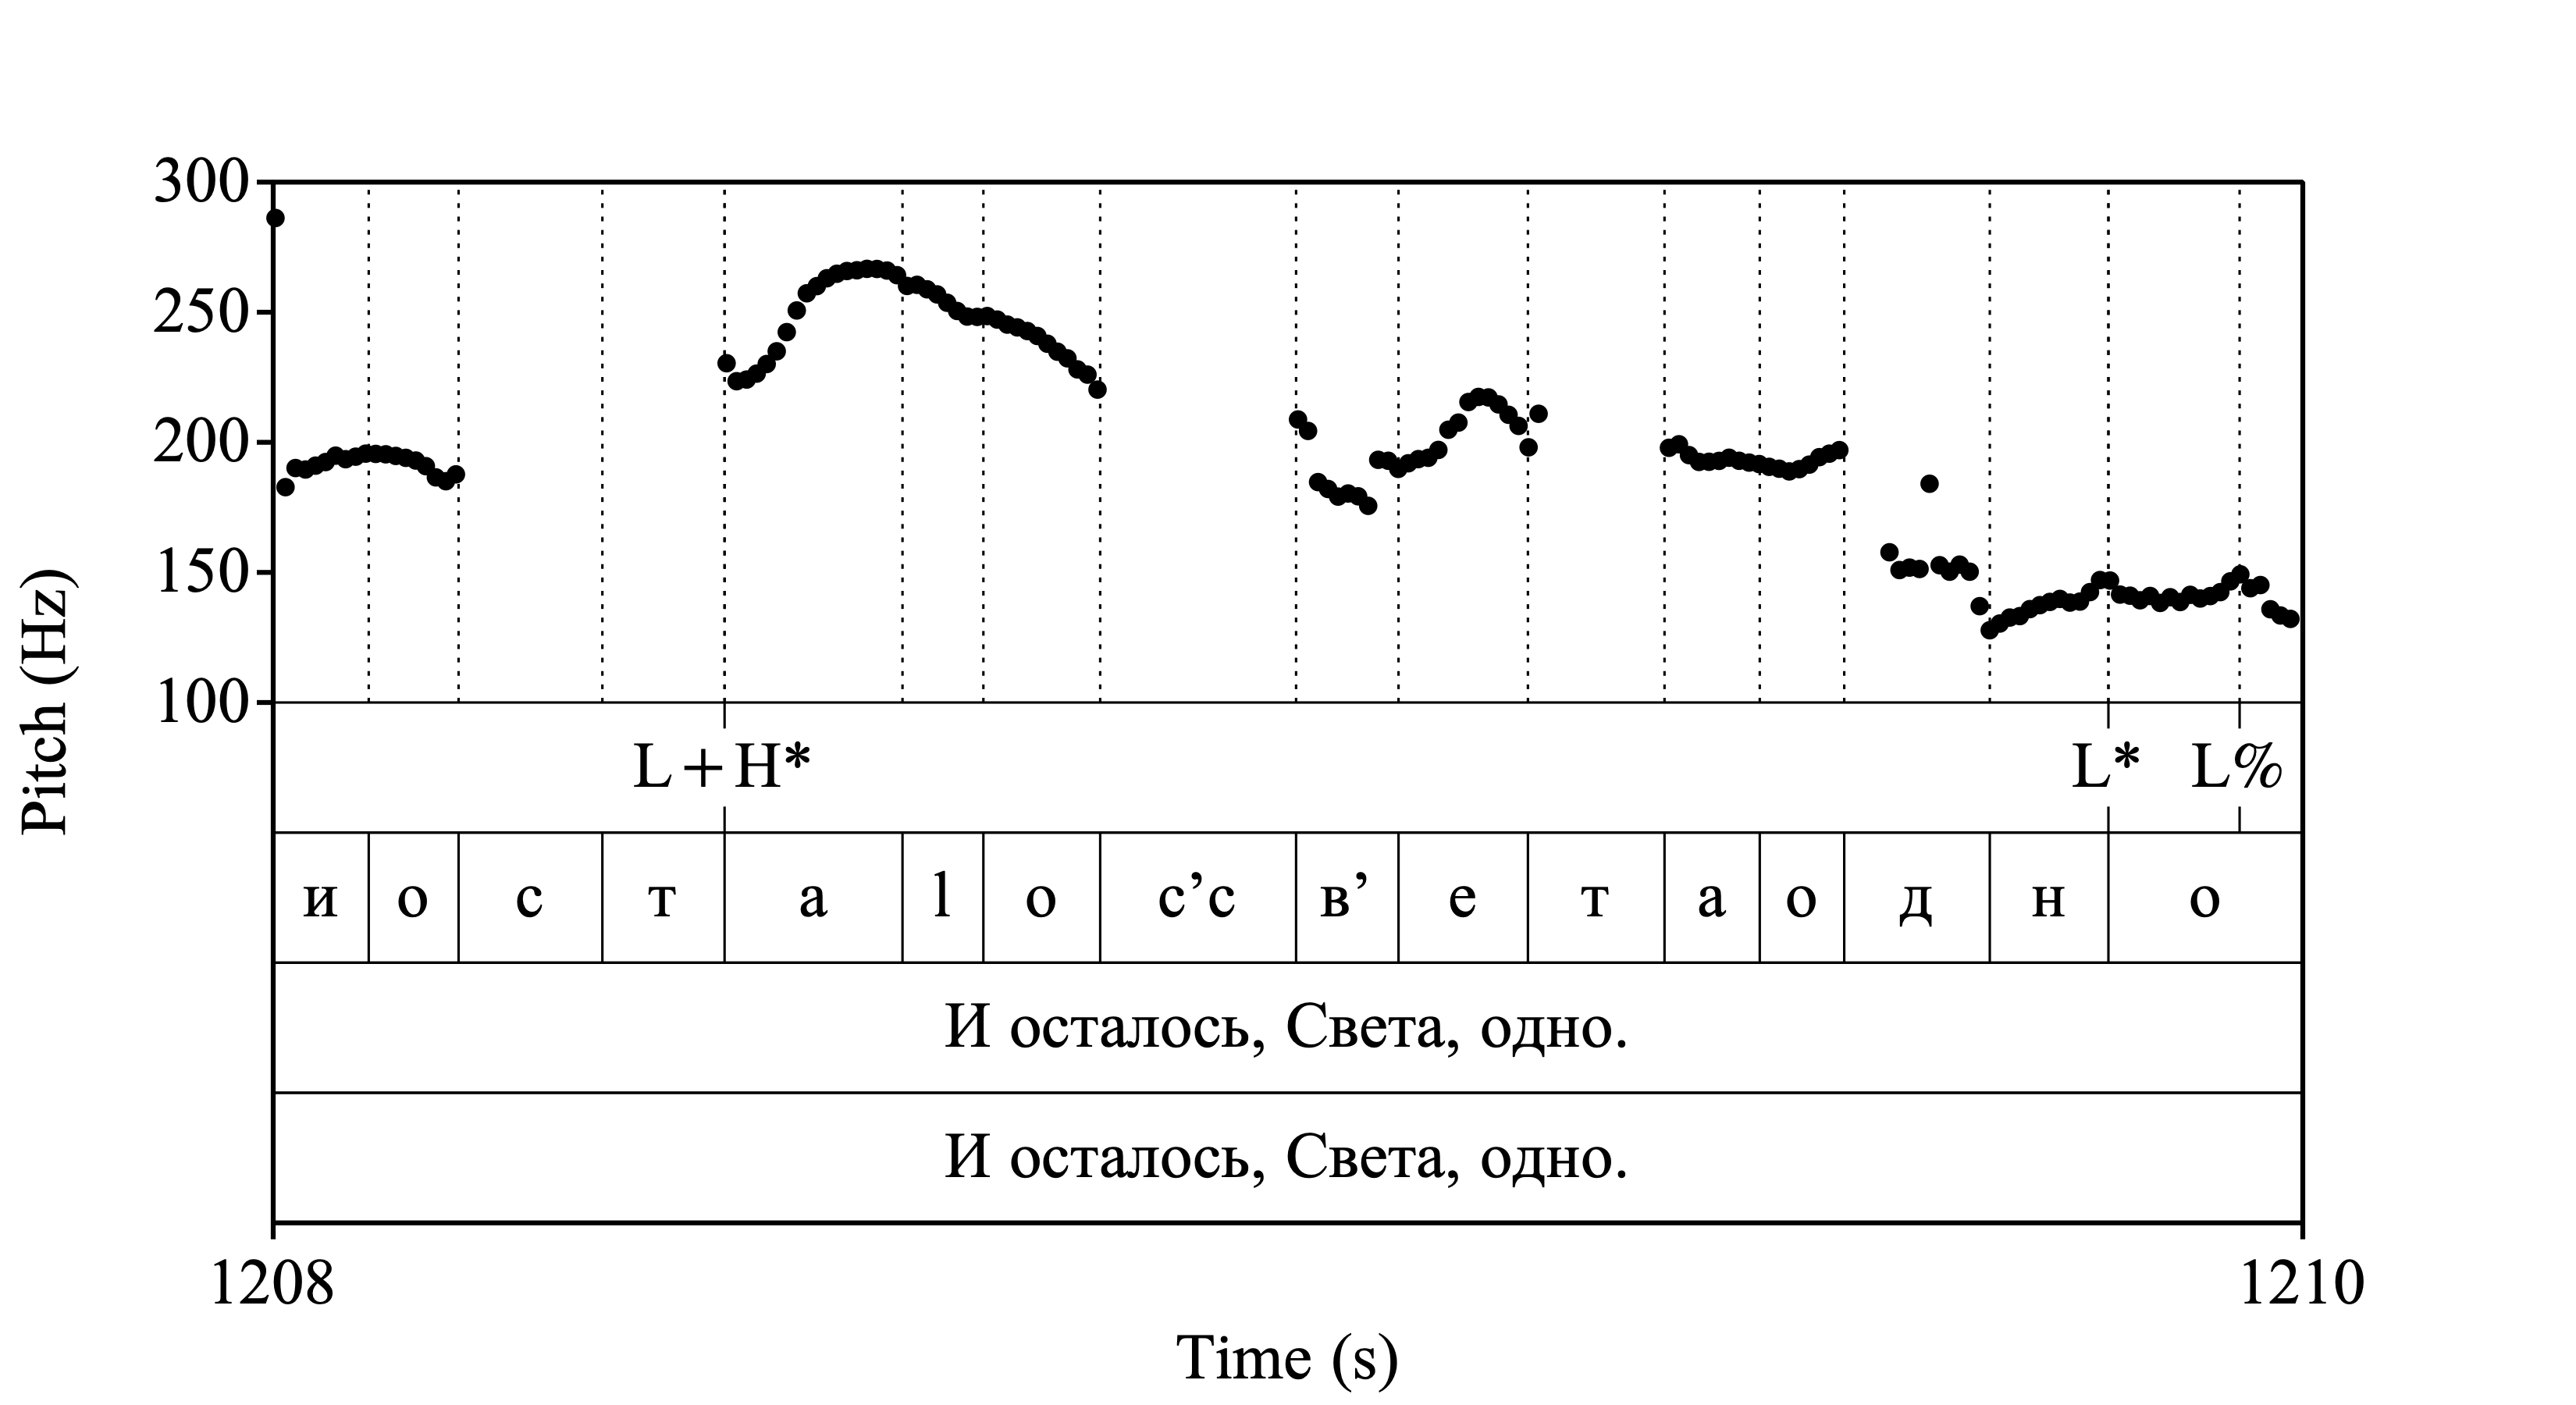 300
250
200
150
100
Pitch (Hz)
L+H* L* L%
и о с т а l о с’с в’ е т а о д н о
И осталось, Света, одно.
И осталось, Света, одно.
1208 1210
Time (s)